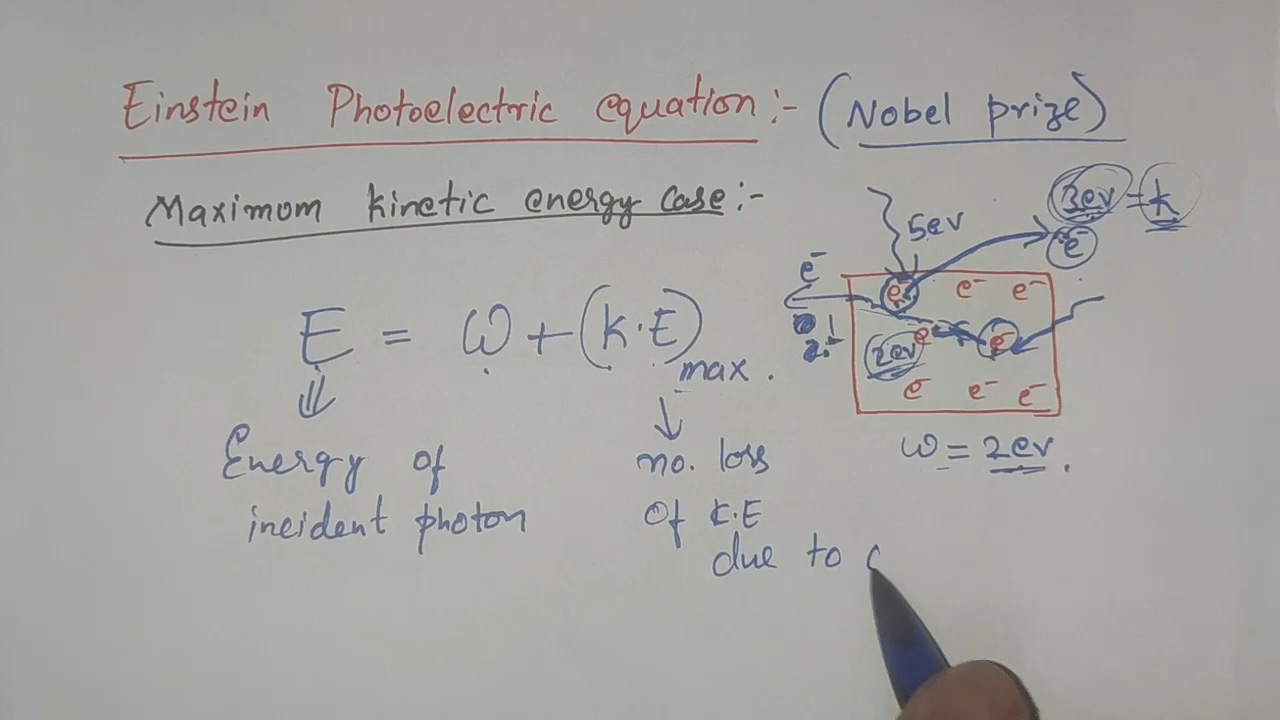 Einstein Photoelectric equation :- (Nobel prize)
Maximom kinetic energy case :-
3ev = k
5ev
e⁻
e⁻
e⁻ e⁻ e⁻
E = ω + (K.E)max .
e e⁻
2ev
e⁻ e⁻ e⁻
ω = 2ev .
Energy of
incident photon
no. loss
of K.E
due to c